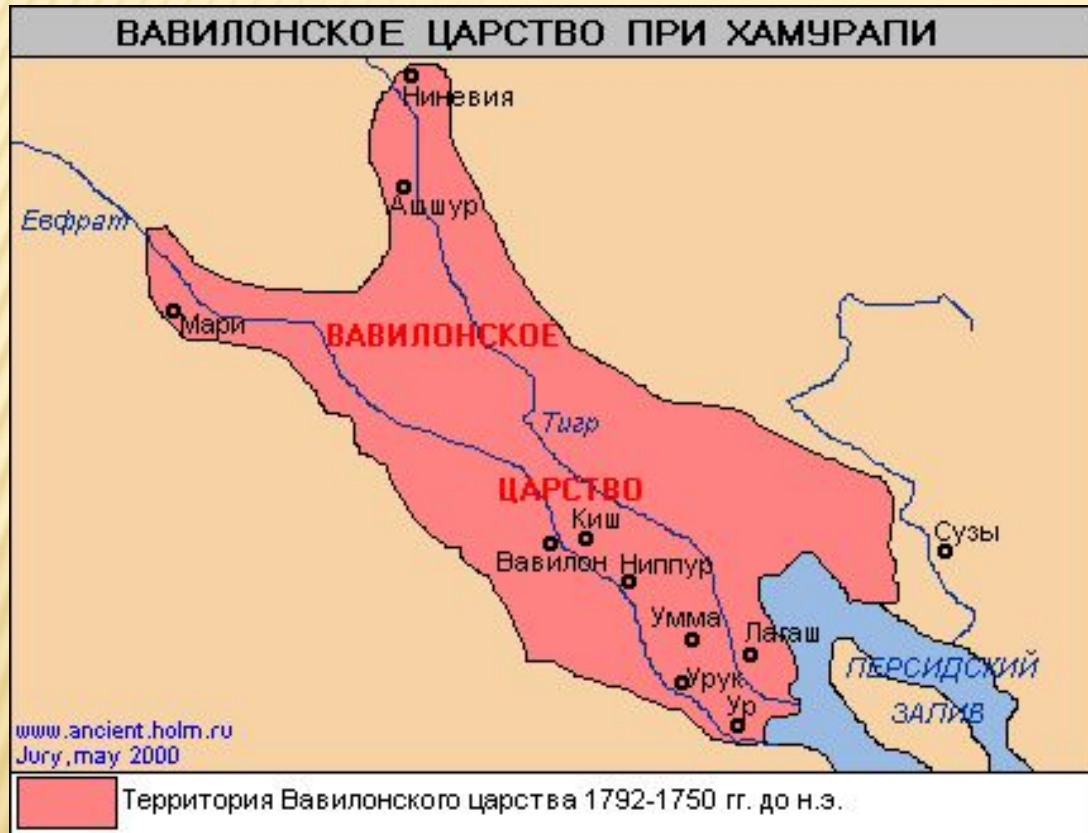 ВАВИЛОНСКОЕ ЦАРСТВО ПРИ ХАМУРАПИ
Ниневия
Ашшур
Евфрат
Мари
ВАВИЛОНСКОЕ
Тигр
ЦАРСТВО
Киш
Сузы
Вавилон
Ниппур
Умма
Лагаш
ПЕРСИДСКИЙ
Урук
Ур
ЗАЛИВ
www.ancient.holm.ru
Jury,may 2000
Территория Вавилонского царства 1792-1750 гг. до н.э.